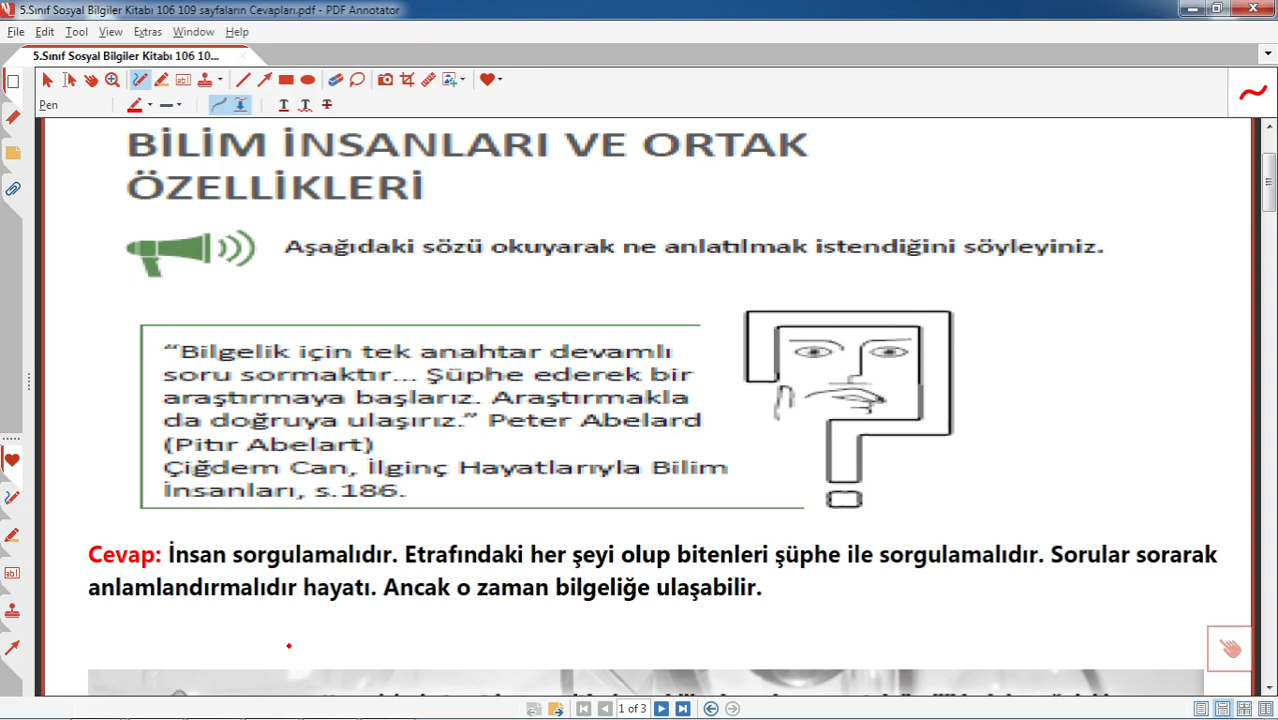 5.Sınıf Sosyal Bilgiler Kitabı 106 109 sayfaların Cevapları.pdf - PDF Annotator
File Edit Tool View Extras Window Help
5.Sınıf Sosyal Bilgiler Kitabı 106 10...
Pen
BİLİM İNSANLARI VE ORTAK
ÖZELLİKLERİ
Aşağıdaki sözü okuyarak ne anlatılmak istendiğini söyleyiniz.
“Bilgelik için tek anahtar devamlı
soru sormaktır... Şüphe ederek bir
araştırmaya başlarız. Araştırmakla
da doğruya ulaşırız.” Peter Abelard
(Pitır Abelart)
Çiğdem Can, İlginç Hayatlarıyla Bilim
İnsanları, s.186.
Cevap: İnsan sorgulamalıdır. Etrafındaki her şeyi olup bitenleri şüphe ile sorgulamalıdır. Sorular sorarak
anlamlandırmalıdır hayatı. Ancak o zaman bilgeliğe ulaşabilir.
1 of 3